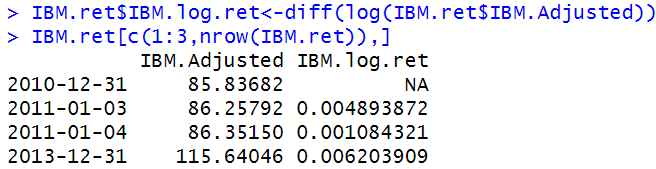 > IBM.ret$IBM.log.ret<-diff(log(IBM.ret$IBM.Adjusted))
> IBM.ret[c(1:3,nrow(IBM.ret)),]
IBM.Adjusted IBM.log.ret
2010-12-31 85.83682 NA
2011-01-03 86.25792 0.004893872
2011-01-04 86.35150 0.001084321
2013-12-31 115.64046 0.006203909